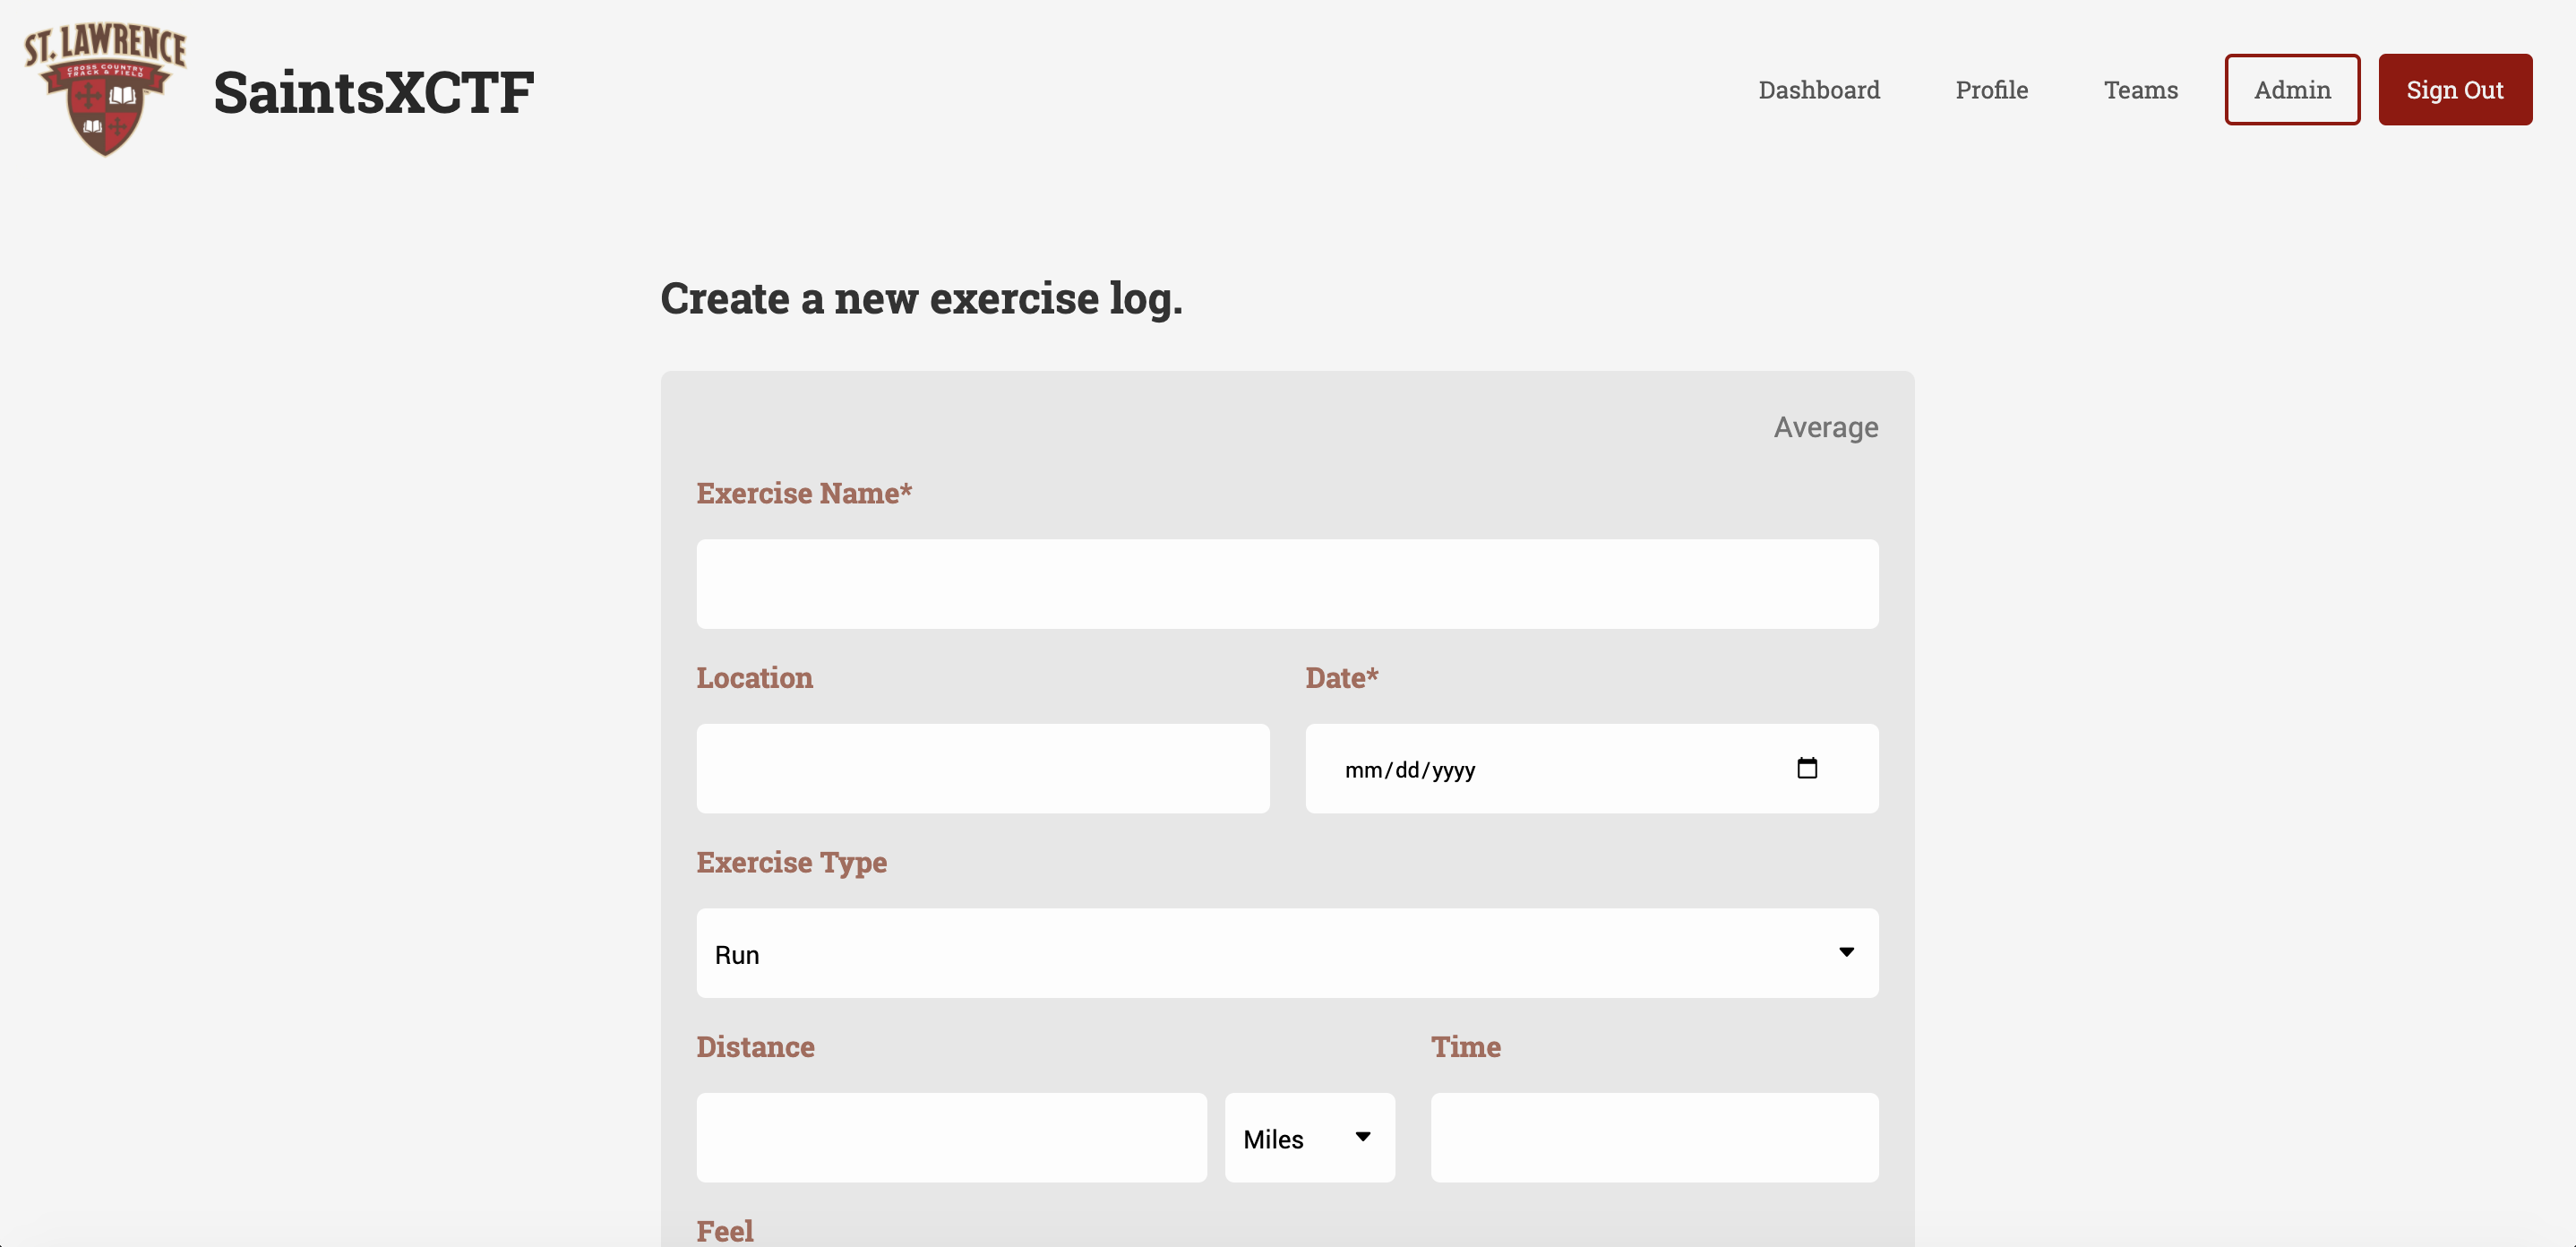 ST. LAWRENCE
CROSS COUNTRY
TRACK & FIELD
SaintsXCTF
Dashboard Profile Teams Admin Sign Out
Create a new exercise log.
Average
Exercise Name*
Location Date*
mm/dd/yyyy
Exercise Type
Run
Distance Time
Miles
Feel